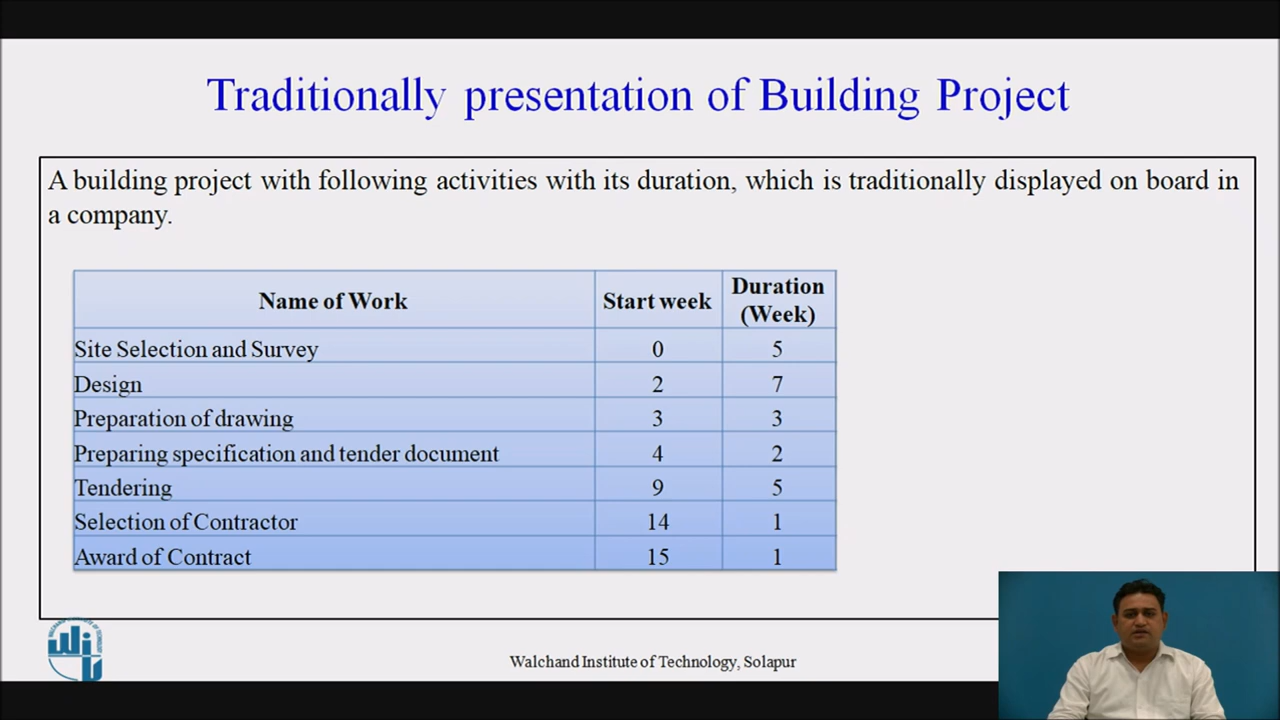 Traditionally presentation of Building Project
A building project with following activities with its duration, which is traditionally displayed on board in
a company.
Name of Work Start week Duration (Week)
Site Selection and Survey 0 5
Design 2 7
Preparation of drawing 3 3
Preparing specification and tender document 4 2
Tendering 9 5
Selection of Contractor 14 1
Award of Contract 15 1
Walchand Institute of Technology, Solapur